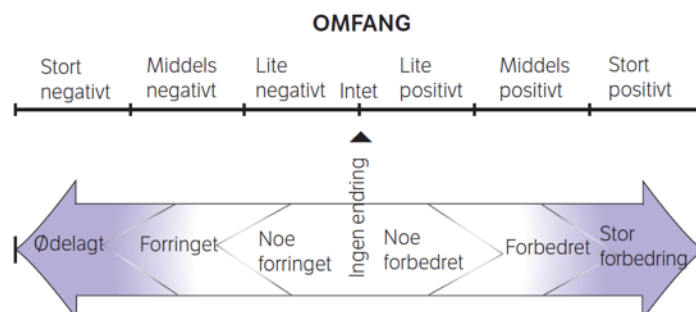 OMFANG
Stort
negativt
Middels
negativt
Lite
negativt
Intet
Lite
positivt
Middels
positivt
Stort
positivt
Ødelagt
Forringet
Noe
forringet
Ingen endring
Noe
forbedret
Forbedret
Stor
forbedring